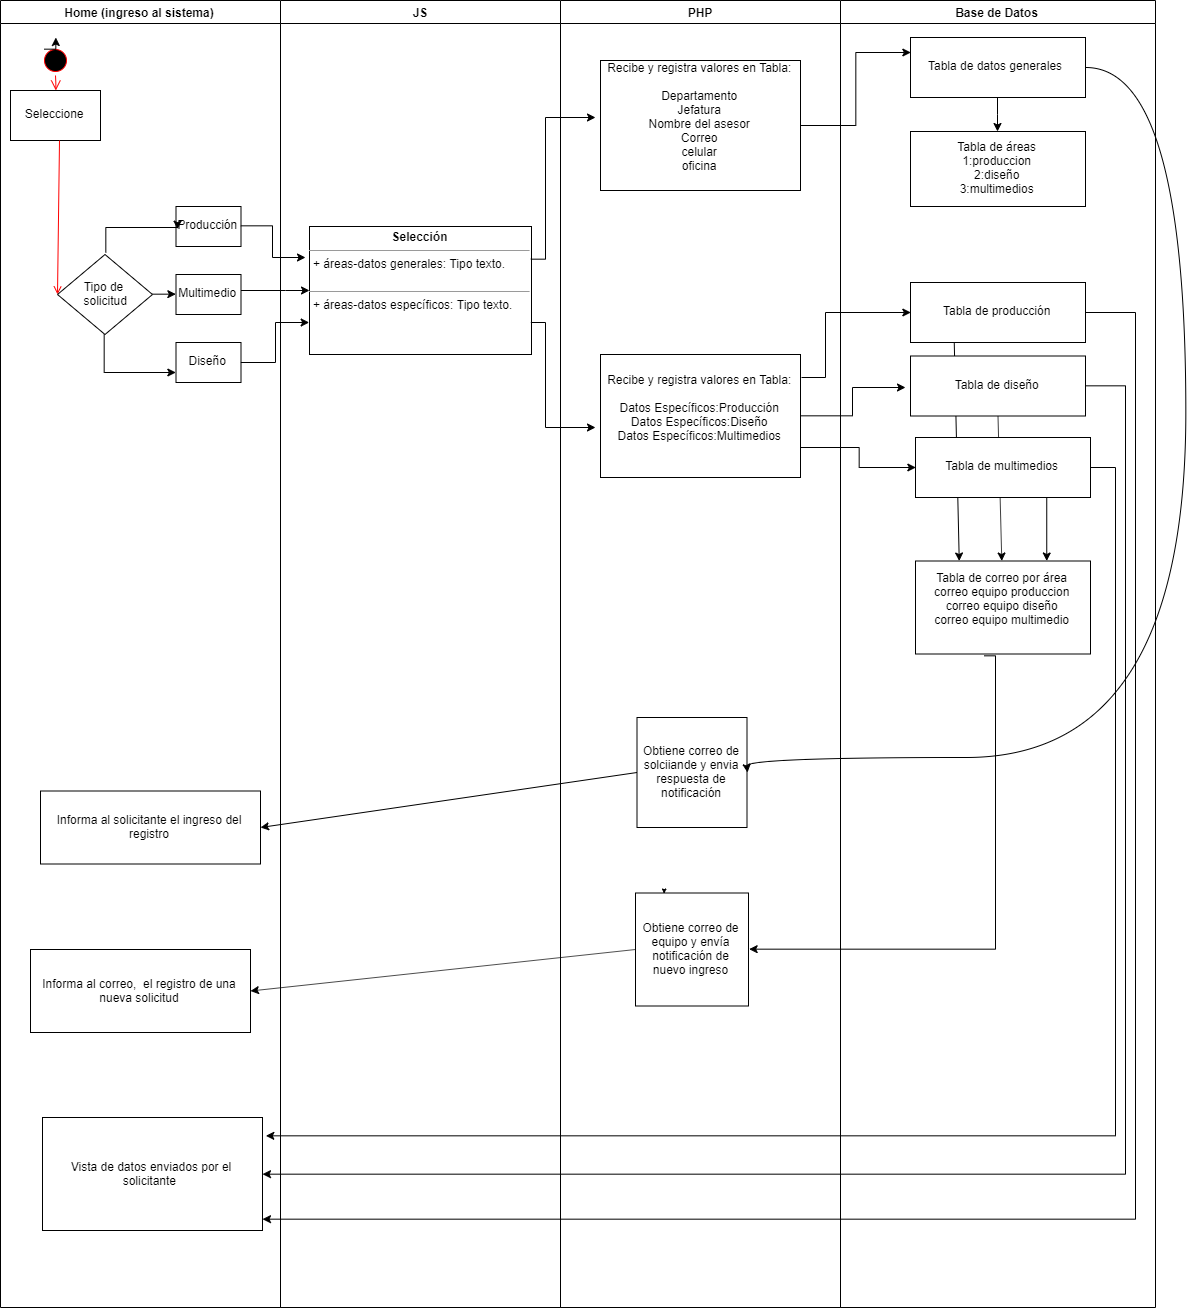 Home (ingreso al sistema)
JS
PHP
Base de Datos
Seleccione
Tipo de
solicitud
Producción
Multimedio
Diseño
Selección
+ áreas-datos generales: Tipo texto.
+ áreas-datos específicos: Tipo texto.
Recibe y registra valores en Tabla:
Departamento
Jefatura
Nombre del asesor
Correo
celular
oficina
Recibe y registra valores en Tabla:
Datos Específicos:Producción
Datos Específicos:Diseño
Datos Específicos:Multimedios
Tabla de datos generales
Tabla de áreas
1:produccion
2:diseño
3:multimedios
Tabla de producción
Tabla de diseño
Tabla de multimedios
Tabla de correo por área
correo equipo produccion
correo equipo diseño
correo equipo multimedio
Obtiene correo de
solciiande y envia
respuesta de
notificación
Informa al solicitante el ingreso del
registro
Obtiene correo de
equipo y envía
notificación de
nuevo ingreso
Informa al correo,  el registro de una
nueva solicitud
Vista de datos enviados por el
solicitante